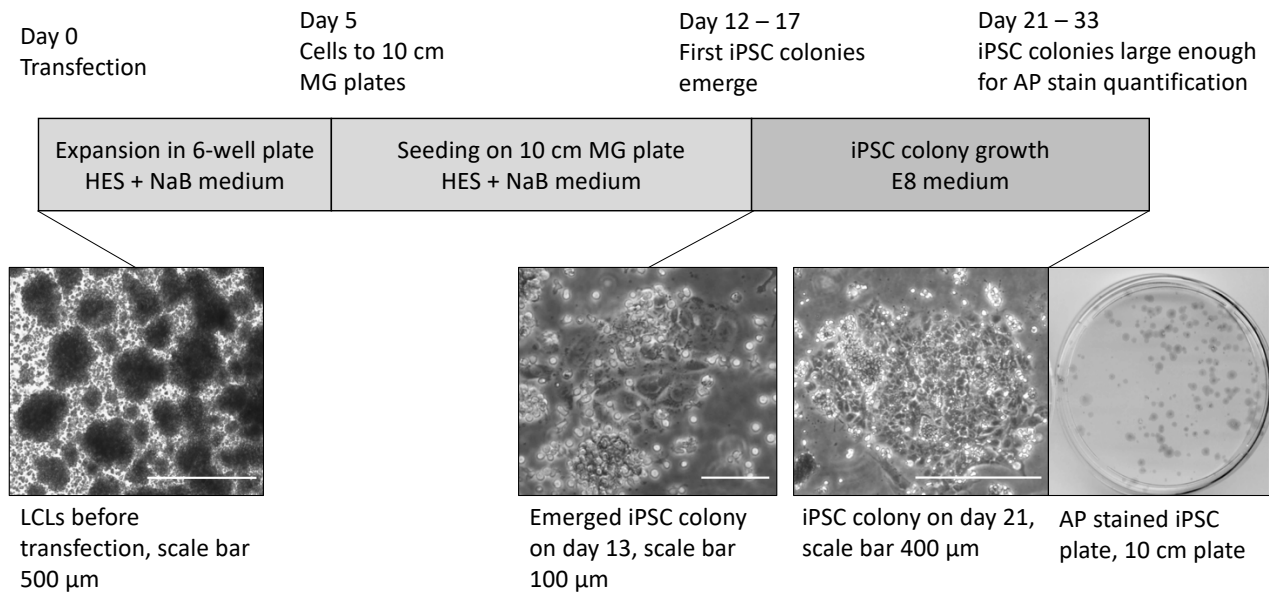 Day 0
Transfection
Day 5
Cells to 10 cm
MG plates
Day 12 – 17
First iPSC colonies
emerge
Day 21 – 33
iPSC colonies large enough
for AP stain quantification
Expansion in 6-well plate
HES + NaB medium
Seeding on 10 cm MG plate
HES + NaB medium
iPSC colony growth
E8 medium
LCLs before
transfection, scale bar
500 µm
Emerged iPSC colony
on day 13, scale bar
100 µm
iPSC colony on day 21,
scale bar 400 µm
AP stained iPSC
plate, 10 cm plate